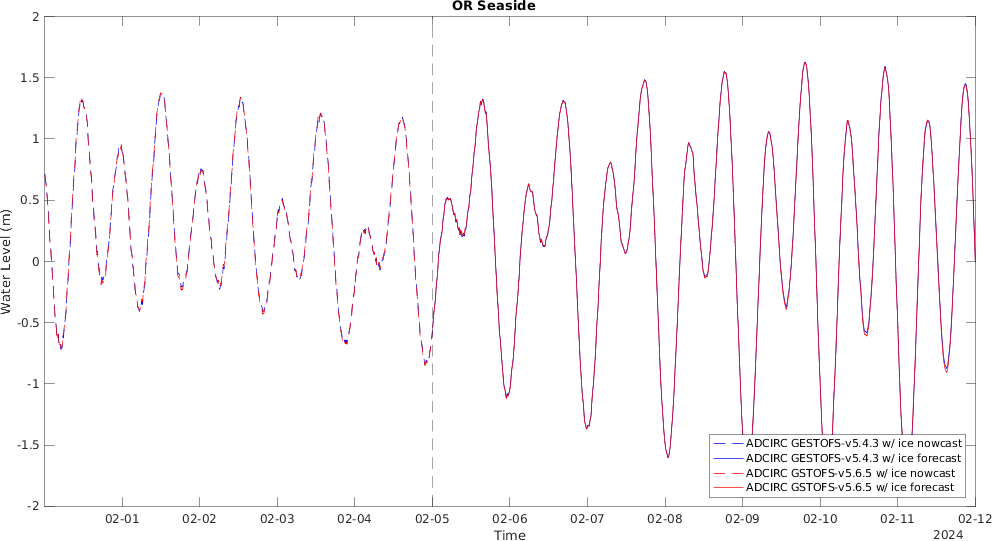 OR Seaside
2
1.5
1
0.5
0
-0.5
-1
-1.5
-2
Water Level (m)
ADCIRC GESTOFS-v5.4.3 w/ ice nowcast
ADCIRC GESTOFS-v5.4.3 w/ ice forecast
ADCIRC GSTOFS-v5.6.5 w/ ice nowcast
ADCIRC GSTOFS-v5.6.5 w/ ice forecast
02-01 02-02 02-03 02-04 02-05 02-06 02-07 02-08 02-09 02-10 02-11 02-12
Time
2024